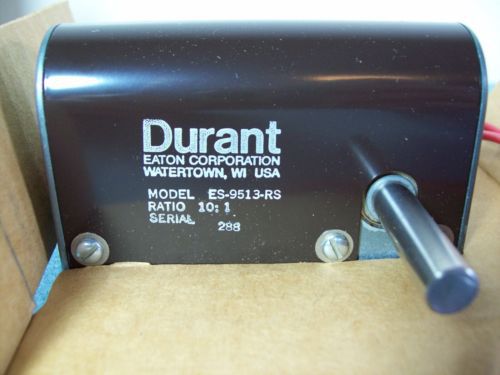 Durant
EATON CORPORATION
WATERTOWN, WI USA
MODEL ES-9513-RS
RATIO 10:1
SERIAL 288